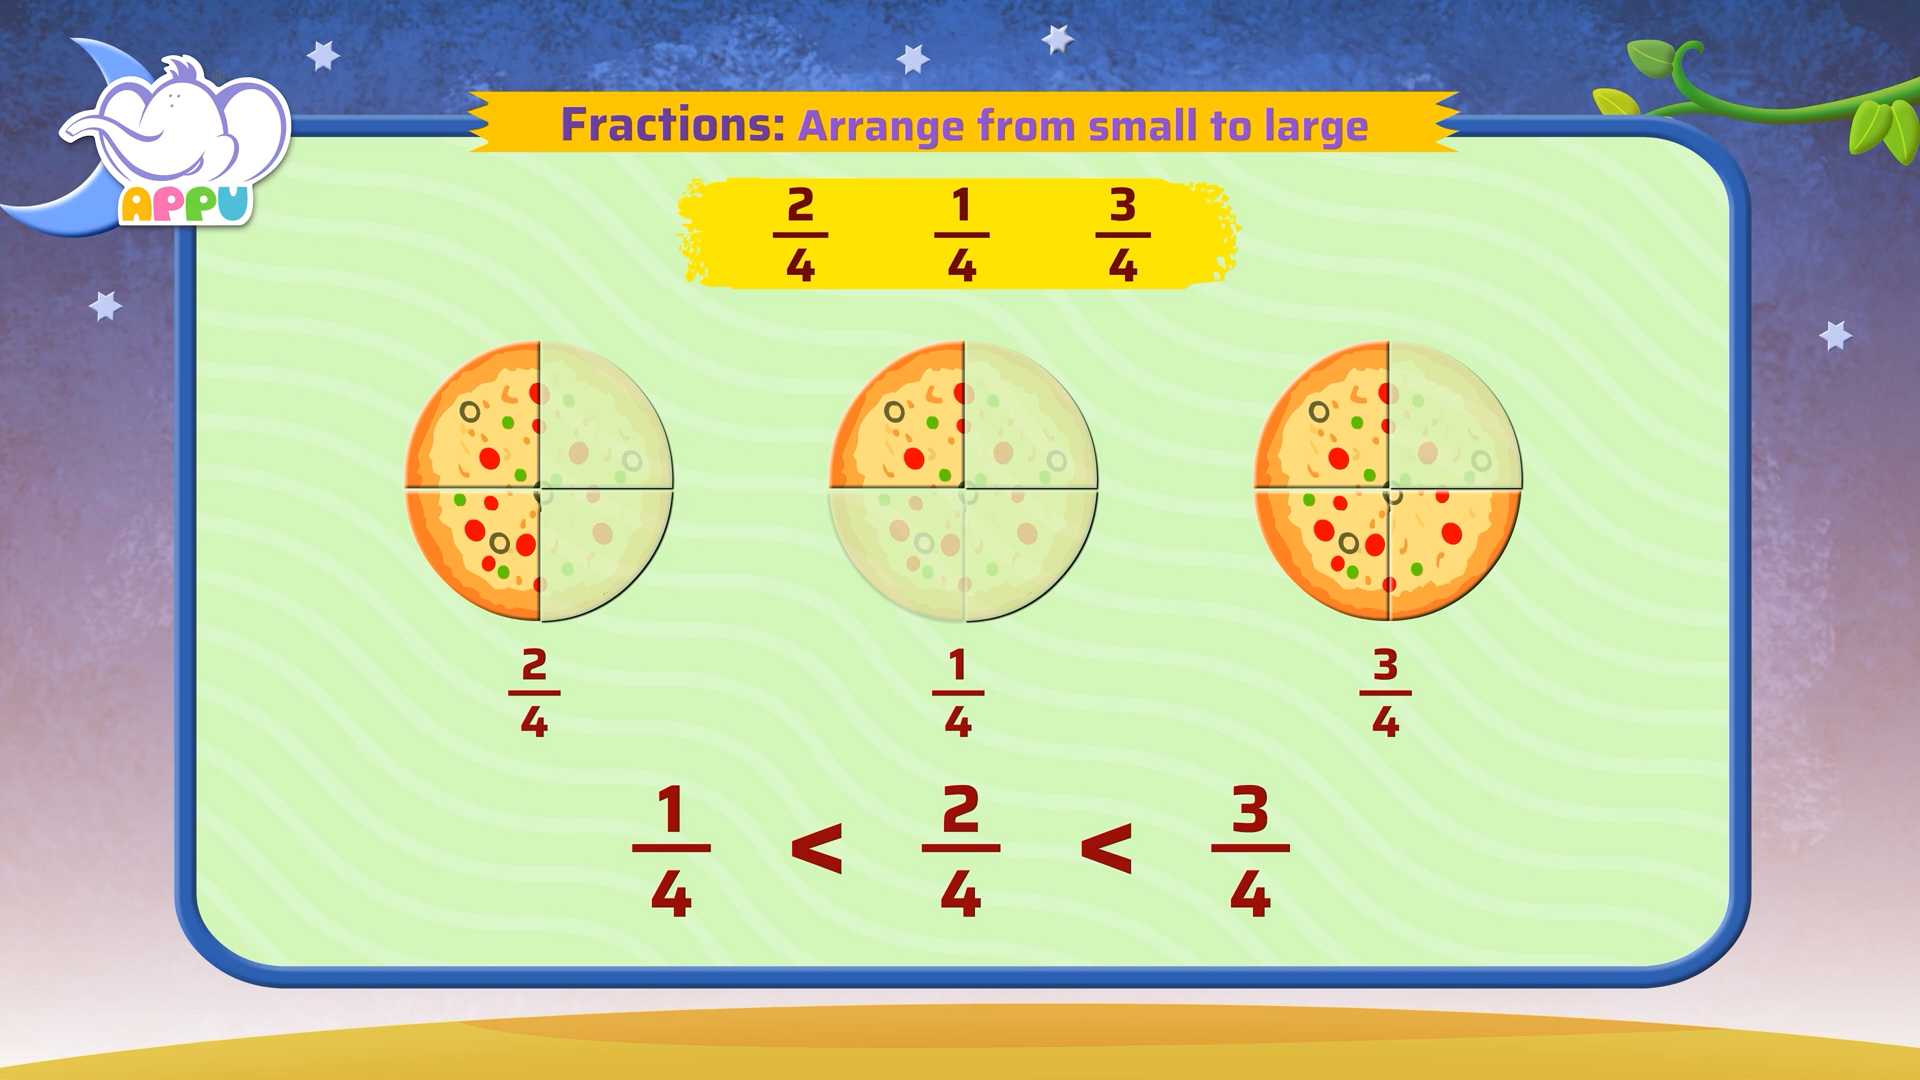 APPU
Fractions: Arrange from small to large
2/4 1/4 3/4
2/4 1/4 3/4
1/4 < 2/4 < 3/4